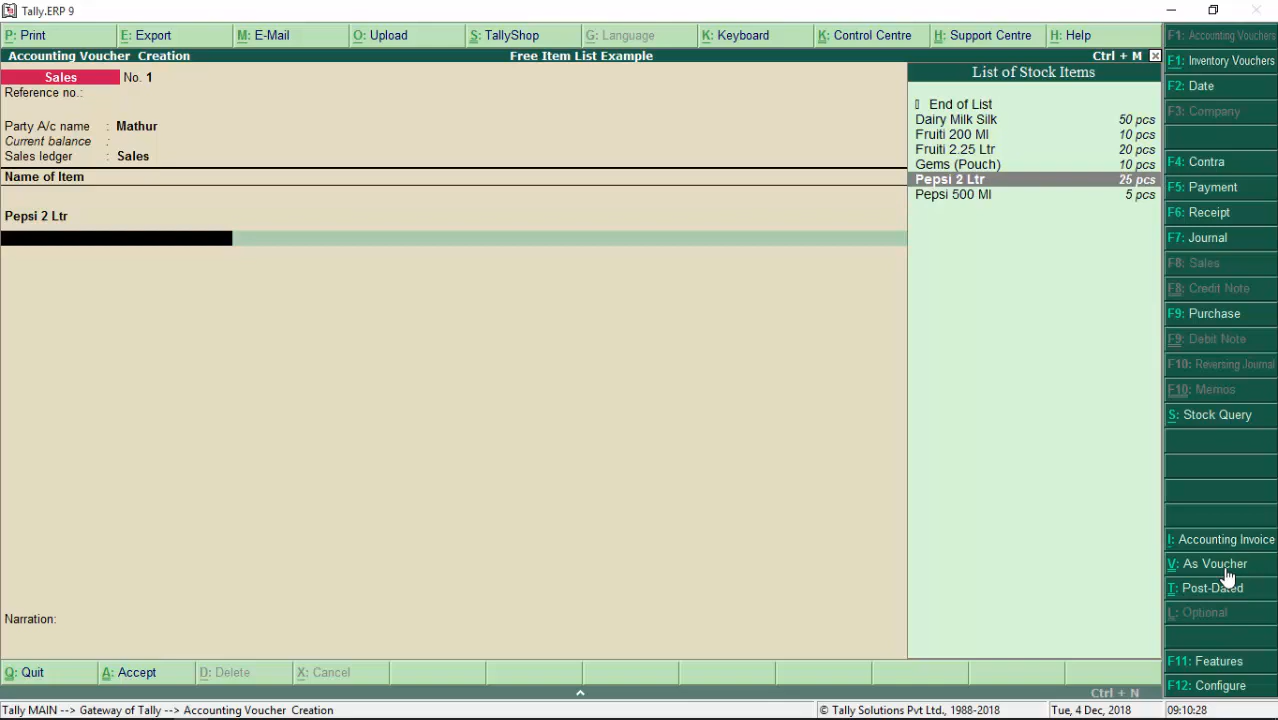 Tally.ERP 9
P: Print
E: Export
M: E-Mail
O: Upload
S: TallyShop
G: Language
K: Keyboard
K: Control Centre
H: Support Centre
H: Help
Accounting Voucher Creation
Free Item List Example
Ctrl + M
Sales No. 1
Reference no.:
Party A/c name : Mathur
Current balance :
Sales ledger : Sales
Name of Item
Pepsi 2 Ltr
Narration:
List of Stock Items
End of List
Dairy Milk Silk 50 pcs
Fruiti 200 Ml 10 pcs
Fruiti 2.25 Ltr 20 pcs
Gems (Pouch) 10 pcs
Pepsi 2 Ltr 25 pcs
Pepsi 500 Ml 5 pcs
F1: Accounting Vouchers
F1: Inventory Vouchers
F2: Date
F3: Company
F4: Contra
F5: Payment
F6: Receipt
F7: Journal
F8: Sales
F8: Credit Note
F9: Purchase
F9: Debit Note
F10: Reversing Journal
F10: Memos
S: Stock Query
I: Accounting Invoice
V: As Voucher
T: Post-Dated
L: Optional
F11: Features
F12: Configure
Q: Quit
A: Accept
D: Delete
X: Cancel
Ctrl + N
Tally MAIN --> Gateway of Tally --> Accounting Voucher Creation
© Tally Solutions Pvt Ltd., 1988-2018
Tue, 4 Dec, 2018
09:10:28